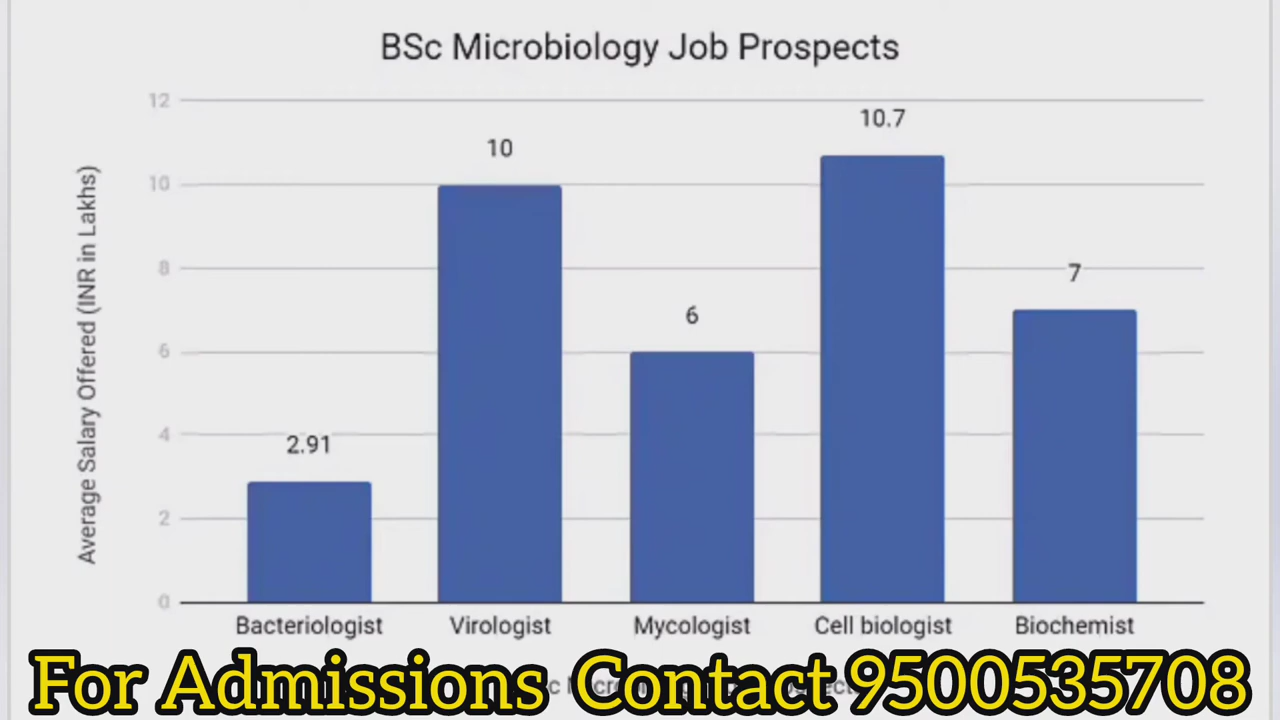 BSc Microbiology Job Prospects
Average Salary Offered (INR in Lakhs)
12
10
8
6
4
2
0
2.91
10
6
10.7
7
Bacteriologist
Virologist
Mycologist
Cell biologist
Biochemist
For Admissions Contact 9500535708